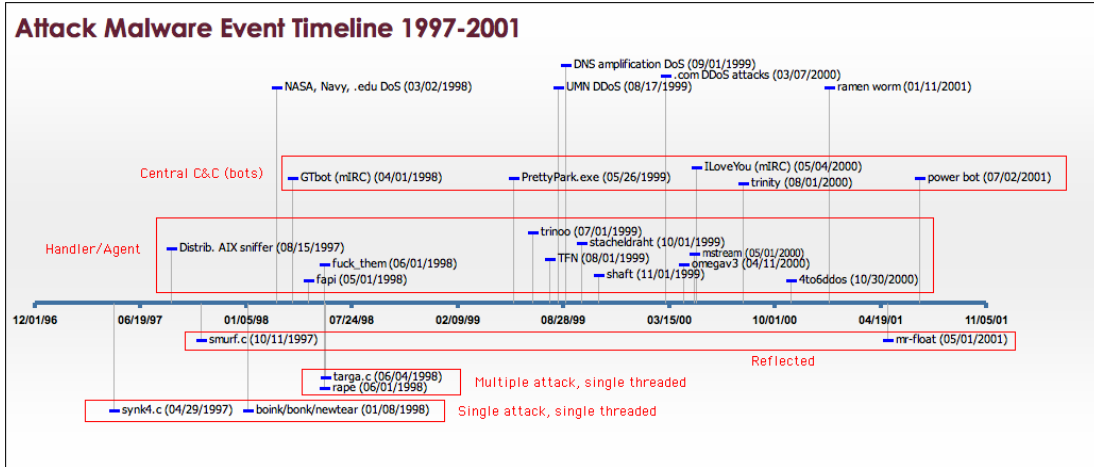 Attack Malware Event Timeline 1997-2001
DNS amplification DoS (09/01/1999)
.com DDoS attacks (03/07/2000)
NASA, Navy, .edu DoS (03/02/1998)
UMN DDoS (08/17/1999)
ramen worm (01/11/2001)
Central C&C (bots)
GTbot (mIRC) (04/01/1998)
PrettyPark.exe (05/26/1999)
ILoveYou (mIRC) (05/04/2000)
trinity (08/01/2000)
power bot (07/02/2001)
Handler/Agent
Distrib. AIX sniffer (08/15/1997)
fuck_them (06/01/1998)
fapi (05/01/1998)
trinoo (07/01/1999)
stacheldraht (10/01/1999)
TFN (08/01/1999)
shaft (11/01/1999)
mstream (05/01/2000)
omegav3 (04/11/2000)
4to6ddos (10/30/2000)
12/01/96
06/19/97
01/05/98
07/24/98
02/09/99
08/28/99
03/15/00
10/01/00
04/19/01
11/05/01
smurf.c (10/11/1997)
mr-float (05/01/2001)
Reflected
targa.c (06/04/1998)
rape (06/01/1998)
Multiple attack, single threaded
synk4.c (04/29/1997)
boink/bonk/newtear (01/08/1998)
Single attack, single threaded